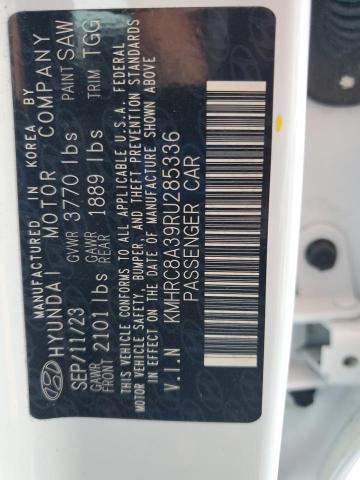 MANUFACTURED IN KOREA BY
HYUNDAI MOTOR COMPANY
SEP/11/23 GVWR 3770 lbs PAINT SAW
GAWR FRONT 2101 lbs GAWR REAR 1889 lbs TRIM TGG
THIS VEHICLE CONFORMS TO ALL APPLICABLE U.S.A. FEDERAL
MOTOR VEHICLE SAFETY, BUMPER, AND THEFT PREVENTION STANDARDS
IN EFFECT ON THE DATE OF MANUFACTURE SHOWN ABOVE
V.I.N KMHRC8A39RU285336
PASSENGER CAR